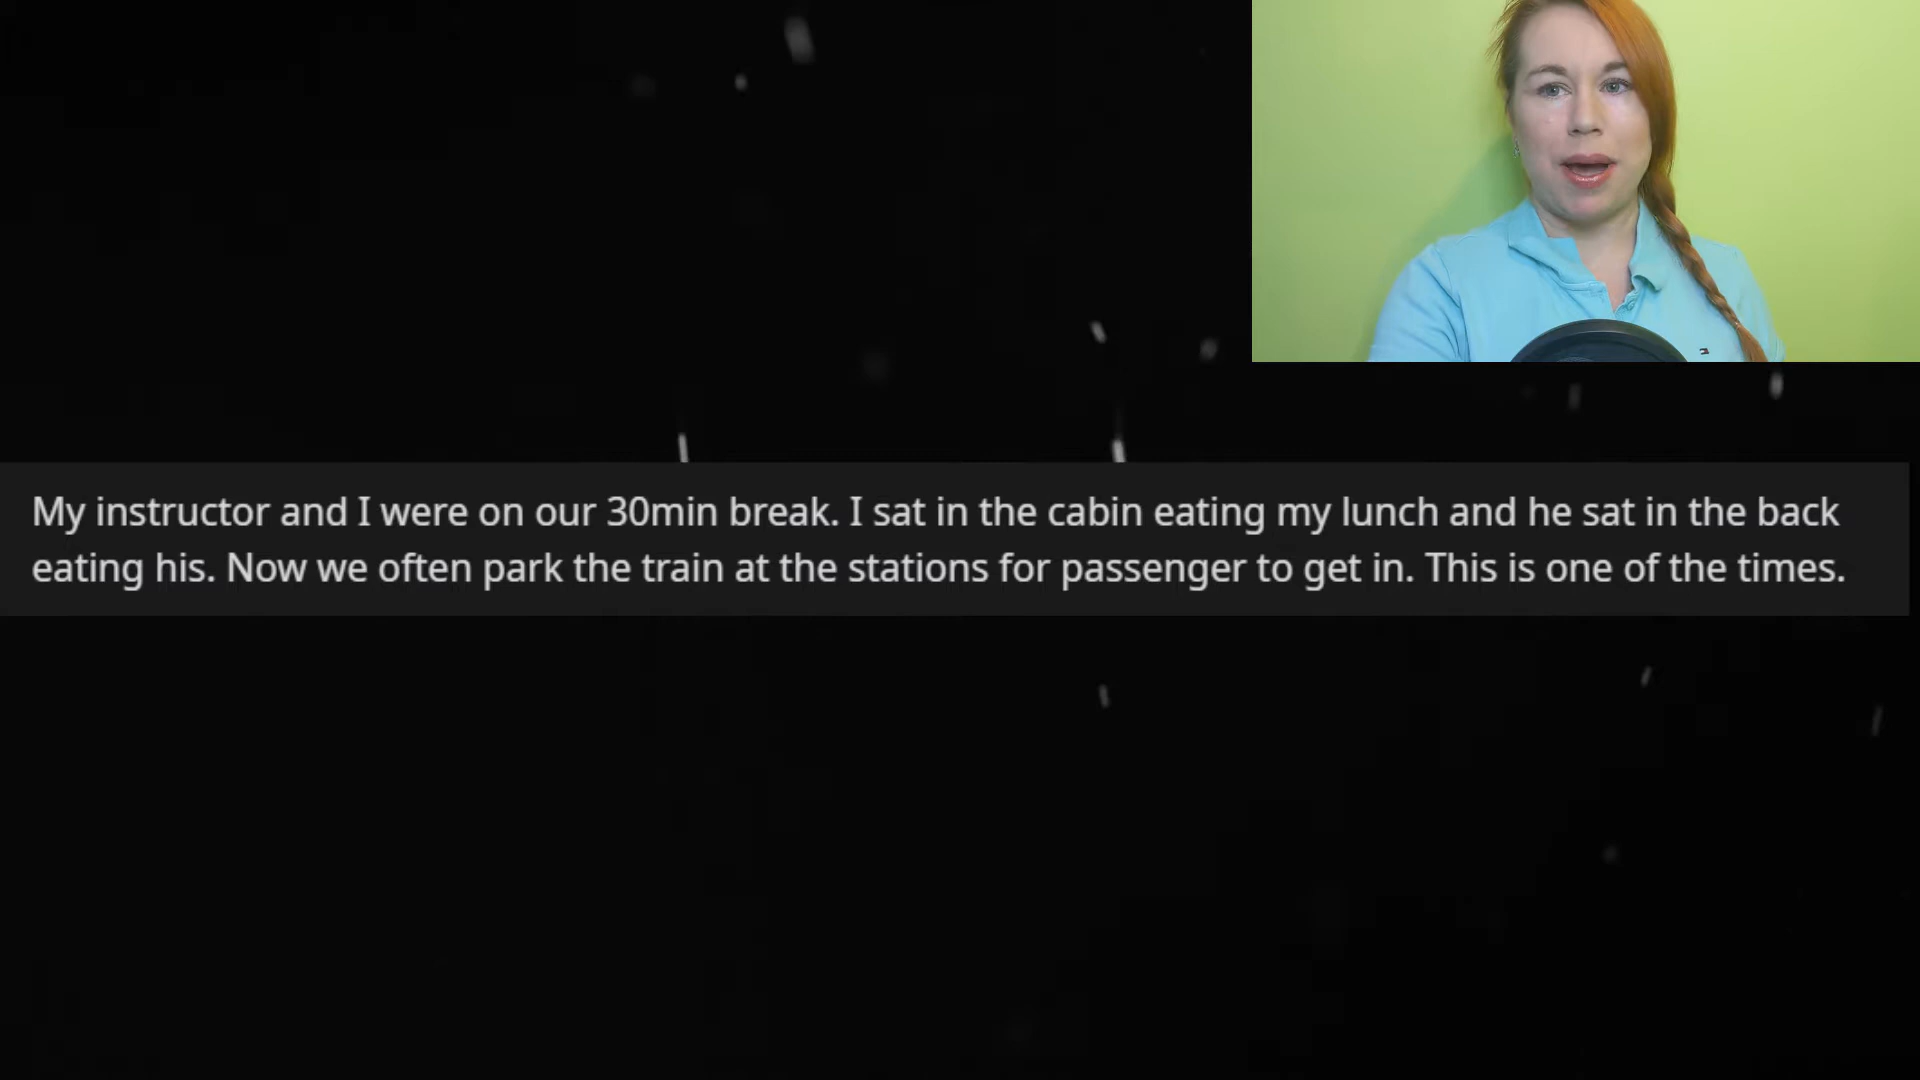 My instructor and I were on our 30min break. I sat in the cabin eating my lunch and he sat in the back
eating his. Now we often park the train at the stations for passenger to get in. This is one of the times.